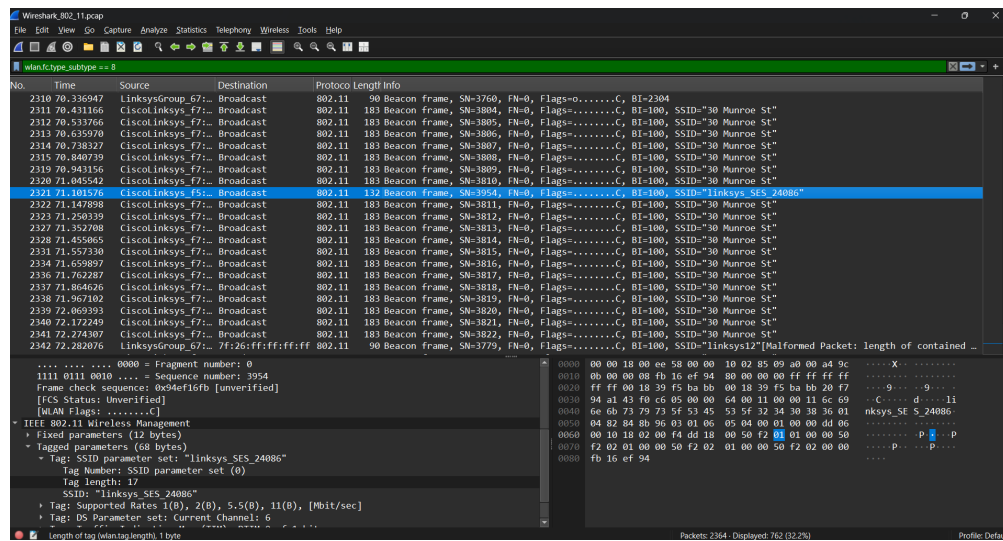 Wireshark_802_11.pcap
File Edit View Go Capture Analyze Statistics Telephony Wireless Tools Help
wlan.fc.type_subtype == 8
No. Time Source Destination Protoco Lengtl Info
2310 70.336947 LinksysGroup_67:… Broadcast 802.11 90 Beacon frame, SN=3760, FN=0, Flags=o.......C, BI=2304
2311 70.431166 CiscoLinksys_f7:… Broadcast 802.11 183 Beacon frame, SN=3804, FN=0, Flags=........C, BI=100, SSID="30 Munroe St"
2312 70.533766 CiscoLinksys_f7:… Broadcast 802.11 183 Beacon frame, SN=3805, FN=0, Flags=........C, BI=100, SSID="30 Munroe St"
2313 70.635970 CiscoLinksys_f7:… Broadcast 802.11 183 Beacon frame, SN=3806, FN=0, Flags=........C, BI=100, SSID="30 Munroe St"
2314 70.738327 CiscoLinksys_f7:… Broadcast 802.11 183 Beacon frame, SN=3807, FN=0, Flags=........C, BI=100, SSID="30 Munroe St"
2315 70.840739 CiscoLinksys_f7:… Broadcast 802.11 183 Beacon frame, SN=3808, FN=0, Flags=........C, BI=100, SSID="30 Munroe St"
2319 70.943156 CiscoLinksys_f7:… Broadcast 802.11 183 Beacon frame, SN=3809, FN=0, Flags=........C, BI=100, SSID="30 Munroe St"
2320 71.045542 CiscoLinksys_f7:… Broadcast 802.11 183 Beacon frame, SN=3810, FN=0, Flags=........C, BI=100, SSID="30 Munroe St"
2321 71.101576 CiscoLinksys_f5:… Broadcast 802.11 132 Beacon frame, SN=3954, FN=0, Flags=........C, BI=100, SSID="linksys_SES_24086"
2322 71.147898 CiscoLinksys_f7:… Broadcast 802.11 183 Beacon frame, SN=3811, FN=0, Flags=........C, BI=100, SSID="30 Munroe St"
2323 71.250339 CiscoLinksys_f7:… Broadcast 802.11 183 Beacon frame, SN=3812, FN=0, Flags=........C, BI=100, SSID="30 Munroe St"
2327 71.352708 CiscoLinksys_f7:… Broadcast 802.11 183 Beacon frame, SN=3813, FN=0, Flags=........C, BI=100, SSID="30 Munroe St"
2328 71.455065 CiscoLinksys_f7:… Broadcast 802.11 183 Beacon frame, SN=3814, FN=0, Flags=........C, BI=100, SSID="30 Munroe St"
2331 71.557330 CiscoLinksys_f7:… Broadcast 802.11 183 Beacon frame, SN=3815, FN=0, Flags=........C, BI=100, SSID="30 Munroe St"
2334 71.659897 CiscoLinksys_f7:… Broadcast 802.11 183 Beacon frame, SN=3816, FN=0, Flags=........C, BI=100, SSID="30 Munroe St"
2336 71.762287 CiscoLinksys_f7:… Broadcast 802.11 183 Beacon frame, SN=3817, FN=0, Flags=........C, BI=100, SSID="30 Munroe St"
2337 71.864626 CiscoLinksys_f7:… Broadcast 802.11 183 Beacon frame, SN=3818, FN=0, Flags=........C, BI=100, SSID="30 Munroe St"
2338 71.967102 CiscoLinksys_f7:… Broadcast 802.11 183 Beacon frame, SN=3819, FN=0, Flags=........C, BI=100, SSID="30 Munroe St"
2339 72.069393 CiscoLinksys_f7:… Broadcast 802.11 183 Beacon frame, SN=3820, FN=0, Flags=........C, BI=100, SSID="30 Munroe St"
2340 72.172249 CiscoLinksys_f7:… Broadcast 802.11 183 Beacon frame, SN=3821, FN=0, Flags=........C, BI=100, SSID="30 Munroe St"
2341 72.274307 CiscoLinksys_f7:… Broadcast 802.11 183 Beacon frame, SN=3822, FN=0, Flags=........C, BI=100, SSID="30 Munroe St"
2342 72.282076 LinksysGroup_67:… 7f:26:ff:ff:ff:ff 802.11 90 Beacon frame, SN=3779, FN=0, Flags=........C, BI=100, SSID="linksys12"[Malformed Packet: length of contained …
.... .... .... 0000 = Fragment number: 0
1111 0111 0010 .... = Sequence number: 3954
Frame check sequence: 0x94ef16fb [unverified]
[FCS Status: Unverified]
[WLAN Flags: ........C]
IEEE 802.11 Wireless Management
Fixed parameters (12 bytes)
Tagged parameters (68 bytes)
Tag: SSID parameter set: "linksys_SES_24086"
Tag Number: SSID parameter set (0)
Tag length: 17
SSID: "linksys_SES_24086"
Tag: Supported Rates 1(B), 2(B), 5.5(B), 11(B), [Mbit/sec]
Tag: DS Parameter set: Current Channel: 6
0000 00 00 18 00 ee 58 00 00 10 02 85 09 a0 00 a4 9c
0010 0b 00 00 08 fb 16 ef 94 80 00 00 00 ff ff ff ff
0020 ff ff 00 18 39 f5 ba bb 00 18 39 f5 ba bb 20 f7
0030 94 a1 43 f0 c6 05 00 00 64 00 11 00 00 11 6c 69
0040 6e 6b 73 79 73 5f 53 45 53 5f 32 34 30 38 36 01
0050 04 82 84 8b 96 03 01 06 05 04 00 01 00 00 dd 06
0060 00 10 18 02 00 f4 dd 18 00 50 f2 01 01 00 00 50
0070 f2 02 01 00 00 50 f2 02 01 00 00 50 f2 02 00 00
0080 fb 16 ef 94
·····X·· ········
········ ········
····9··· ··9··· ·
··C····· d·····li
nksys_SE S_24086·
········ ········
········ ·P·····P
·····P·· ···P····
····
Length of tag (wlan.tag.length), 1 byte
Packets: 2364 · Displayed: 762 (32.2%)
Profile: Defau